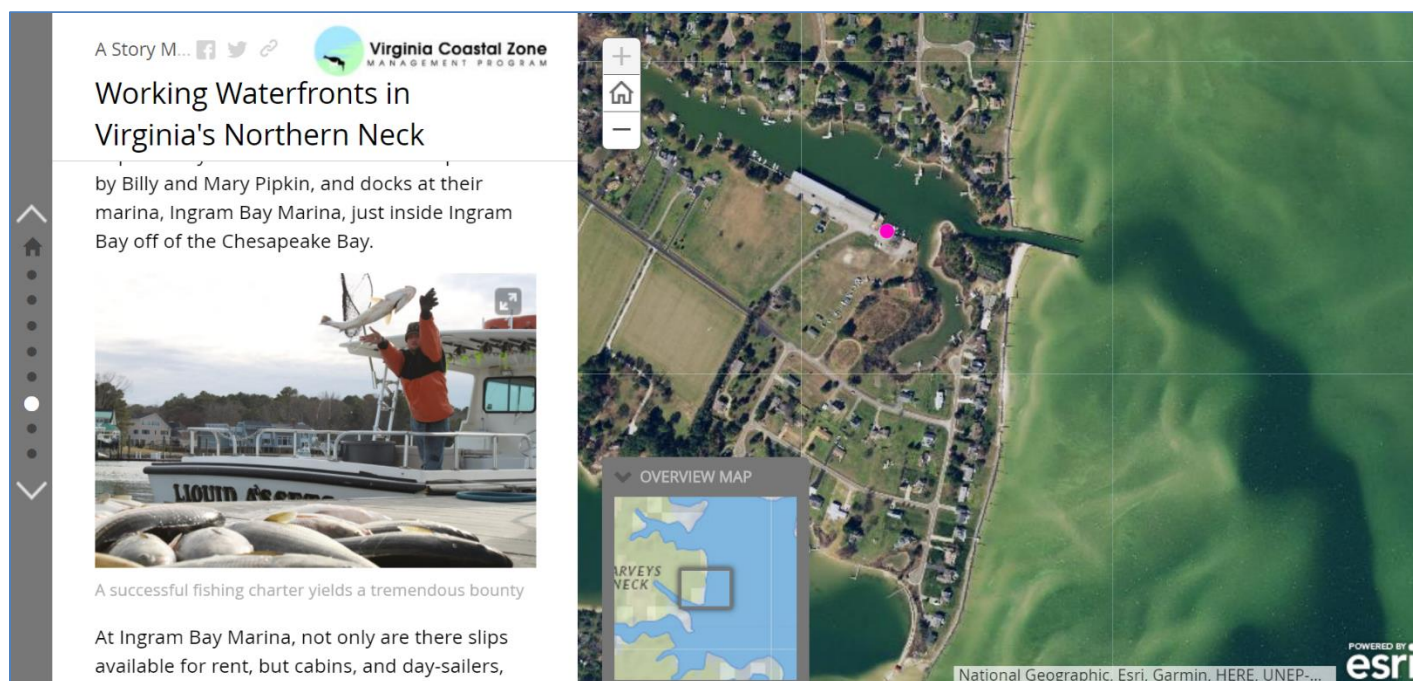 A Story M...
Virginia Coastal Zone
MANAGEMENT PROGRAM
Working Waterfronts in
Virginia's Northern Neck
by Billy and Mary Pipkin, and docks at their
marina, Ingram Bay Marina, just inside Ingram
Bay off of the Chesapeake Bay.
LIQUID ASSETS
A successful fishing charter yields a tremendous bounty
At Ingram Bay Marina, not only are there slips
available for rent, but cabins, and day-sailers,
OVERVIEW MAP
ARVEYS
NECK
National Geographic, Esri, Garmin, HERE, UNEP-...
POWERED BY
esri